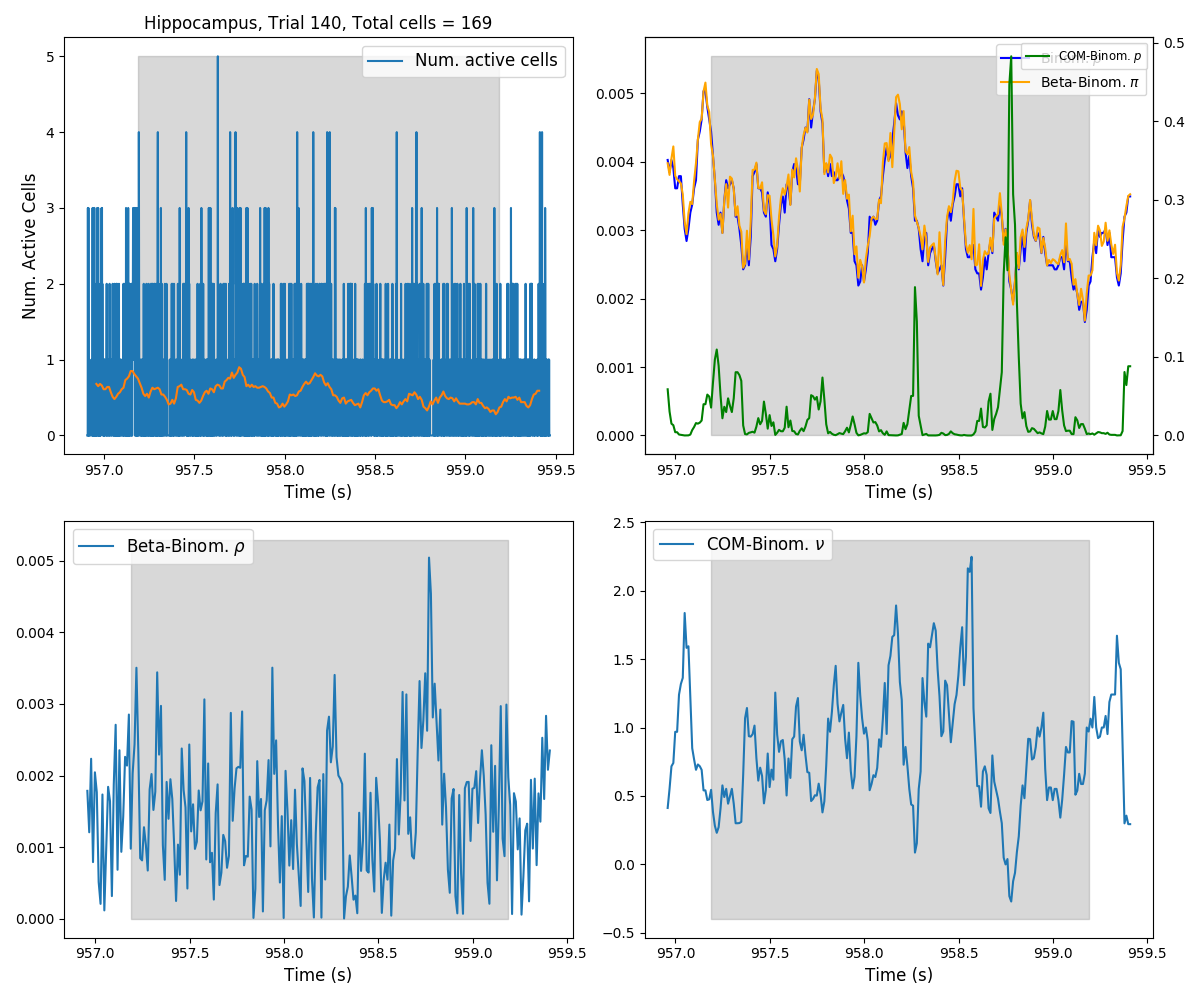 Hippocampus, Trial 140, Total cells = 169
Num. Active Cells
5
4
3
2
1
0
Num. active cells
957.0 957.5 958.0 958.5 959.0 959.5
Time (s)
0.005
0.004
0.003
0.002
0.001
0.000
Binom. p
COM-Binom. p
Beta-Binom. π
0.5
0.4
0.3
0.2
0.1
0.0
957.0 957.5 958.0 958.5 959.0 959.5
Time (s)
0.005
0.004
0.003
0.002
0.001
0.000
Beta-Binom. ρ
957.0 957.5 958.0 958.5 959.0 959.5
Time (s)
2.5
2.0
1.5
1.0
0.5
0.0
−0.5
COM-Binom. ν
957.0 957.5 958.0 958.5 959.0 959.5
Time (s)